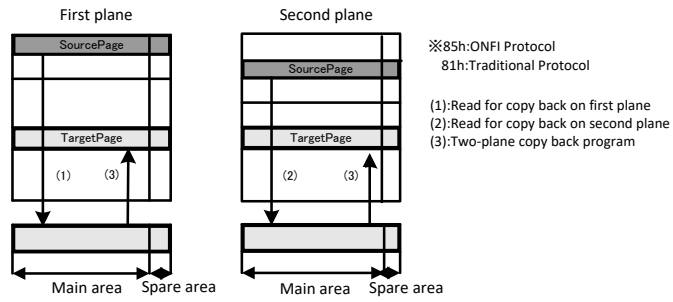 First plane
Second plane
SourcePage
SourcePage
TargetPage
TargetPage
(1)
(3)
(2)
(3)
Main area
Spare area
Main area
Spare area
※85h:ONFI Protocol
81h:Traditional Protocol
(1):Read for copy back on first plane
(2):Read for copy back on second plane
(3):Two-plane copy back program